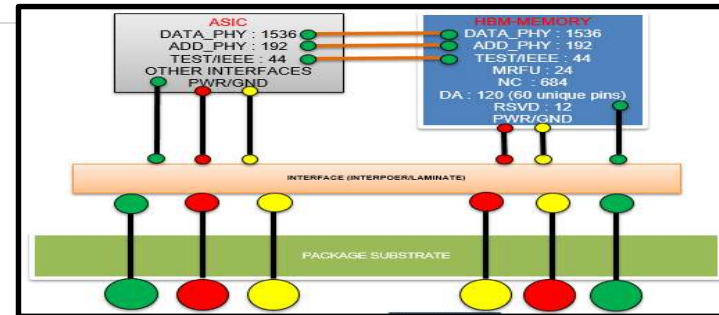 ASIC
DATA_PHY : 1536
ADD_PHY : 192
TEST/IEEE : 44
OTHER INTERFACES
PWR/GND
HBM-MEMORY
DATA_PHY : 1536
ADD_PHY : 192
TEST/IEEE : 44
MRFU : 24
NC : 684
DA : 120 (60 unique pins)
RSVD : 12
PWR/GND
INTERFACE (INTERPOER/LAMINATE)
PACKAGE SUBSTRATE